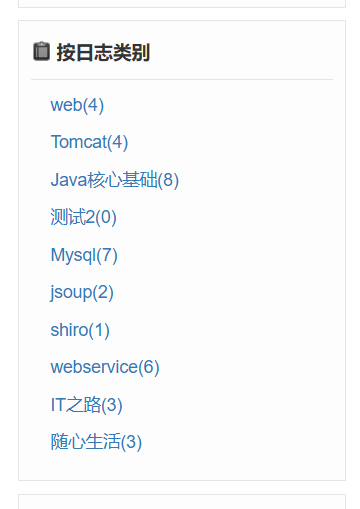 按日志类别
web(4)
Tomcat(4)
Java核心基础(8)
测试2(0)
Mysql(7)
jsoup(2)
shiro(1)
webservice(6)
IT之路(3)
随心生活(3)